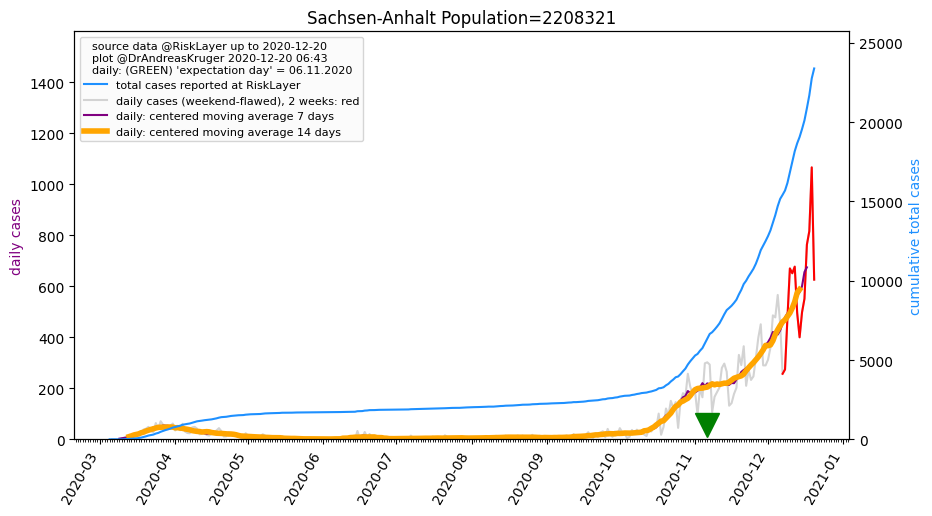 Sachsen-Anhalt Population=2208321
source data @RiskLayer up to 2020-12-20
plot @DrAndreasKruger 2020-12-20 06:43
daily: (GREEN) 'expectation day' = 06.11.2020
total cases reported at RiskLayer
daily cases (weekend-flawed), 2 weeks: red
daily: centered moving average 7 days
daily: centered moving average 14 days
daily cases
1400
1200
1000
800
600
400
200
0
25000
20000
15000
10000
5000
0
cumulative total cases
2020-03
2020-04
2020-05
2020-06
2020-07
2020-08
2020-09
2020-10
2020-11
2020-12
2021-01